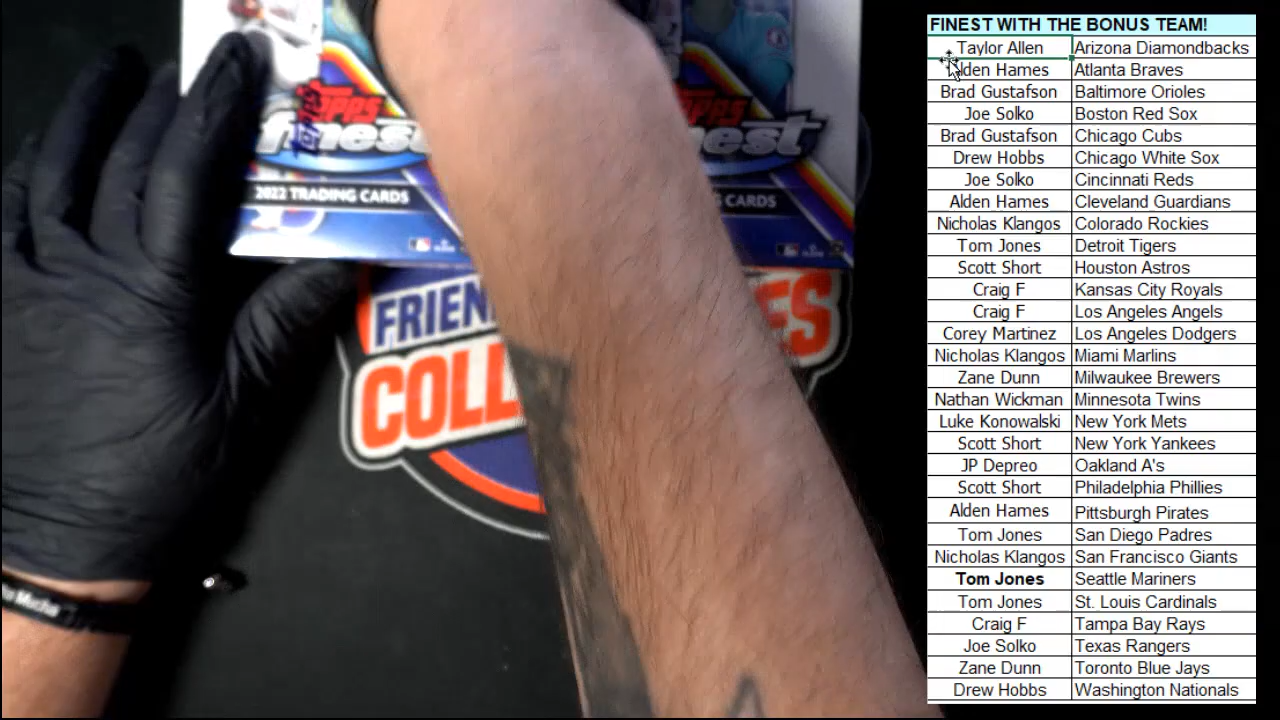 FINEST WITH THE BONUS TEAM!
Taylor Allen Arizona Diamondbacks
Alden Hames Atlanta Braves
Brad Gustafson Baltimore Orioles
Joe Solko Boston Red Sox
Brad Gustafson Chicago Cubs
Drew Hobbs Chicago White Sox
Joe Solko Cincinnati Reds
Alden Hames Cleveland Guardians
Nicholas Klangos Colorado Rockies
Tom Jones Detroit Tigers
Scott Short Houston Astros
Craig F Kansas City Royals
Craig F Los Angeles Angels
Corey Martinez Los Angeles Dodgers
Nicholas Klangos Miami Marlins
Zane Dunn Milwaukee Brewers
Nathan Wickman Minnesota Twins
Luke Konowalski New York Mets
Scott Short New York Yankees
JP Depreo Oakland A's
Scott Short Philadelphia Phillies
Alden Hames Pittsburgh Pirates
Tom Jones San Diego Padres
Nicholas Klangos San Francisco Giants
Tom Jones Seattle Mariners
Tom Jones St. Louis Cardinals
Craig F Tampa Bay Rays
Joe Solko Texas Rangers
Zane Dunn Toronto Blue Jays
Drew Hobbs Washington Nationals
Topps
finest
2022 TRADING CARDS
CARDS
FRIEN
COLL